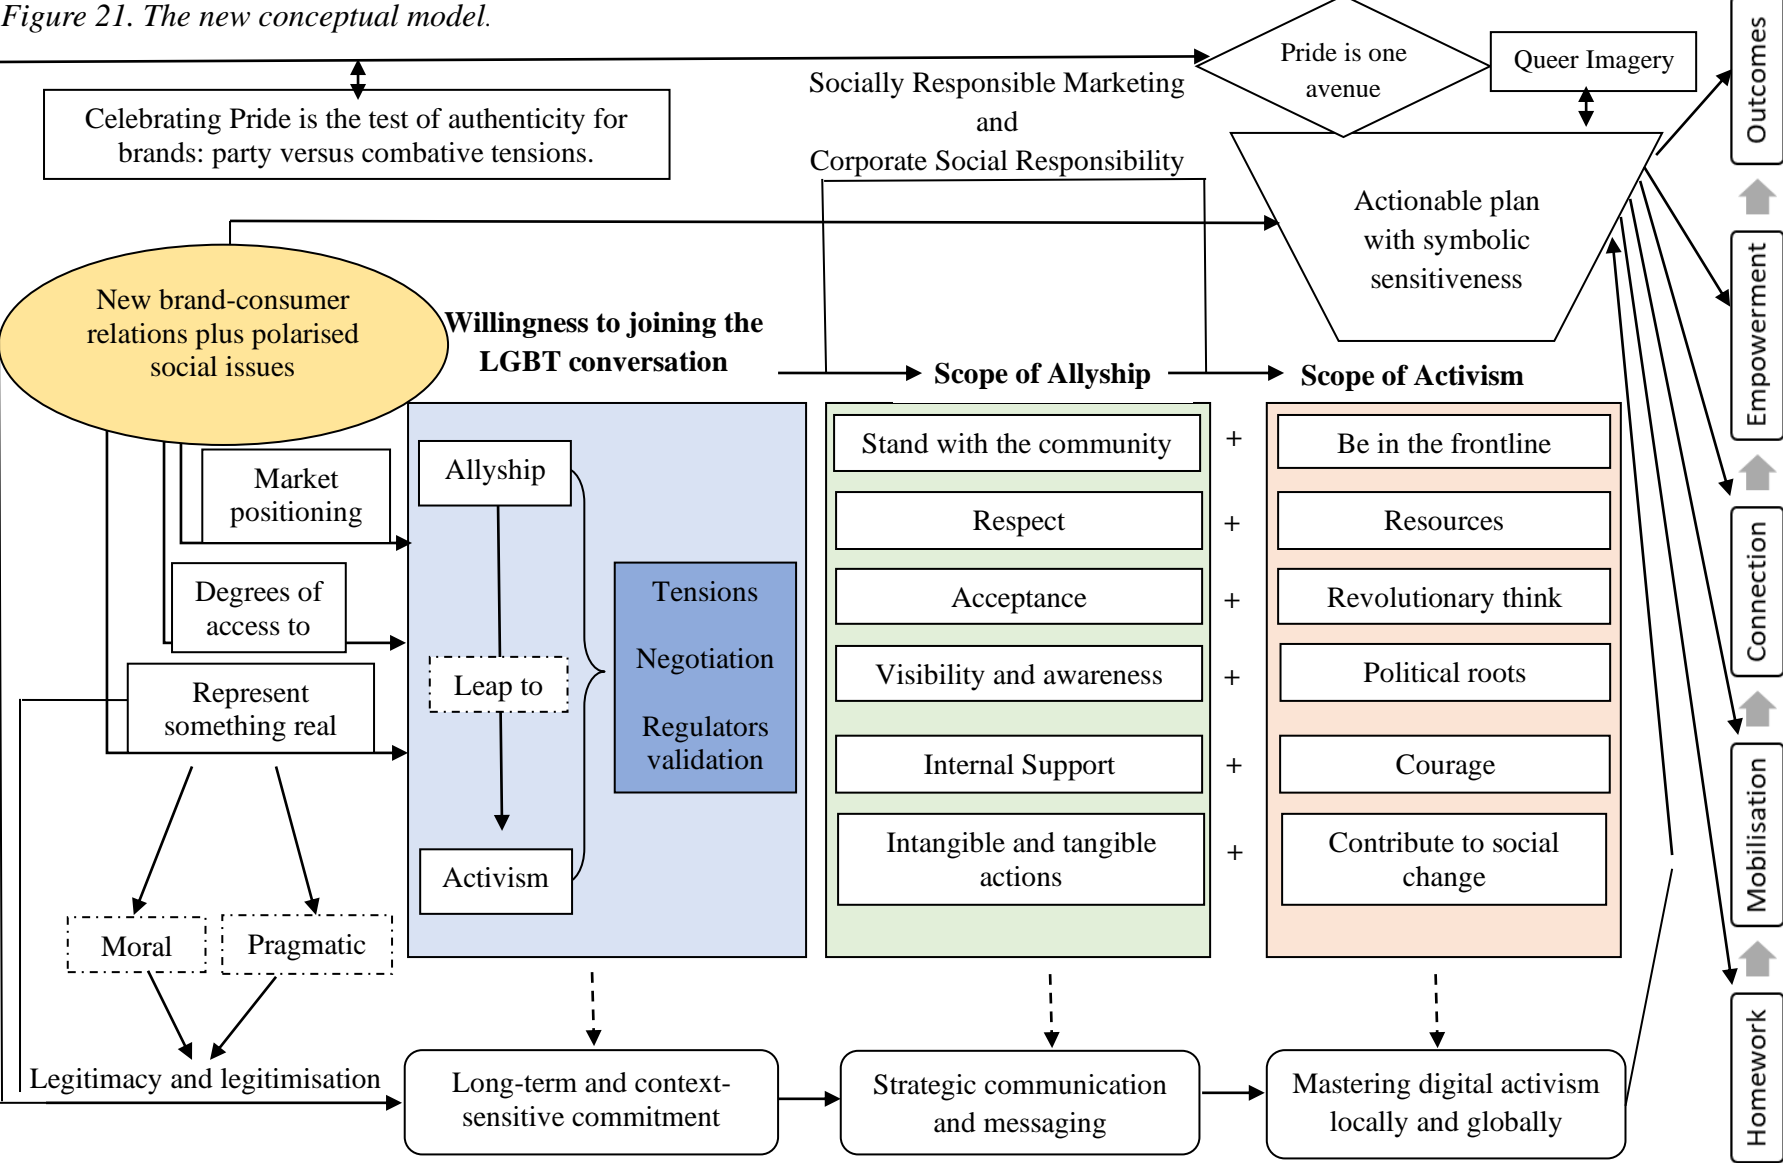 Figure 21. The new conceptual model.
Pride is one
avenue
Queer Imagery
Celebrating Pride is the test of authenticity for
brands: party versus combative tensions.
Socially Responsible Marketing
and
Corporate Social Responsibility
Actionable plan
with symbolic
sensitiveness
New brand-consumer
relations plus polarised
social issues
Willingness to joining the
LGBT conversation
Scope of Allyship
Scope of Activism
Market
positioning
Degrees of
access to
Represent
something real
Moral
Pragmatic
Legitimacy and legitimisation
Allyship
Leap to
Activism
Tensions
Negotiation
Regulators
validation
Stand with the community
+
Be in the frontline
Respect
+
Resources
Acceptance
+
Revolutionary think
Visibility and awareness
+
Political roots
Internal Support
+
Courage
Intangible and tangible
actions
+
Contribute to social
change
Long-term and context-
sensitive commitment
Strategic communication
and messaging
Mastering digital activism
locally and globally
Outcomes
Empowerment
Connection
Mobilisation
Homework